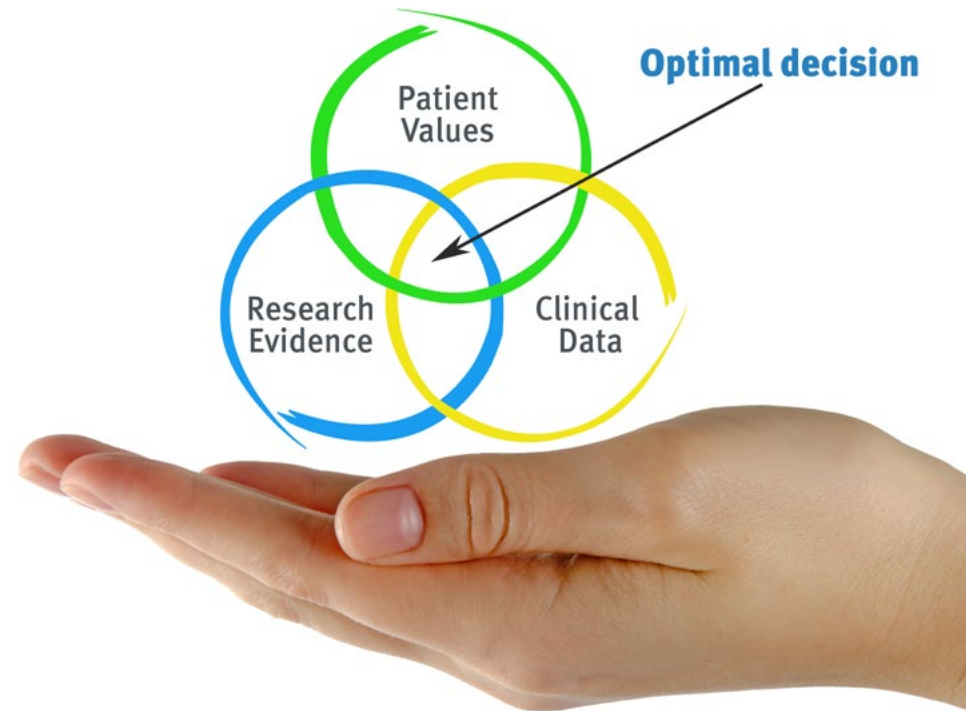 Optimal decision
Patient
Values
Research
Evidence
Clinical
Data